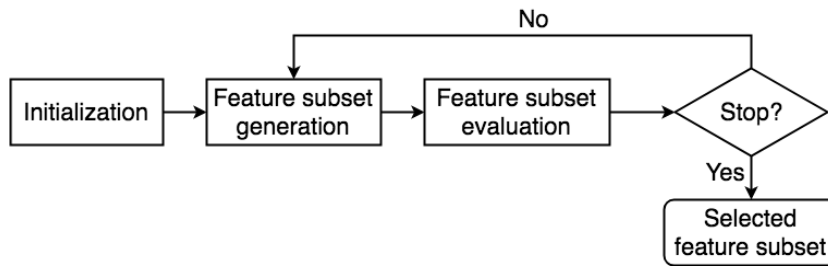 No
Initialization
Feature subset
generation
Feature subset
evaluation
Stop?
Yes
Selected
feature subset